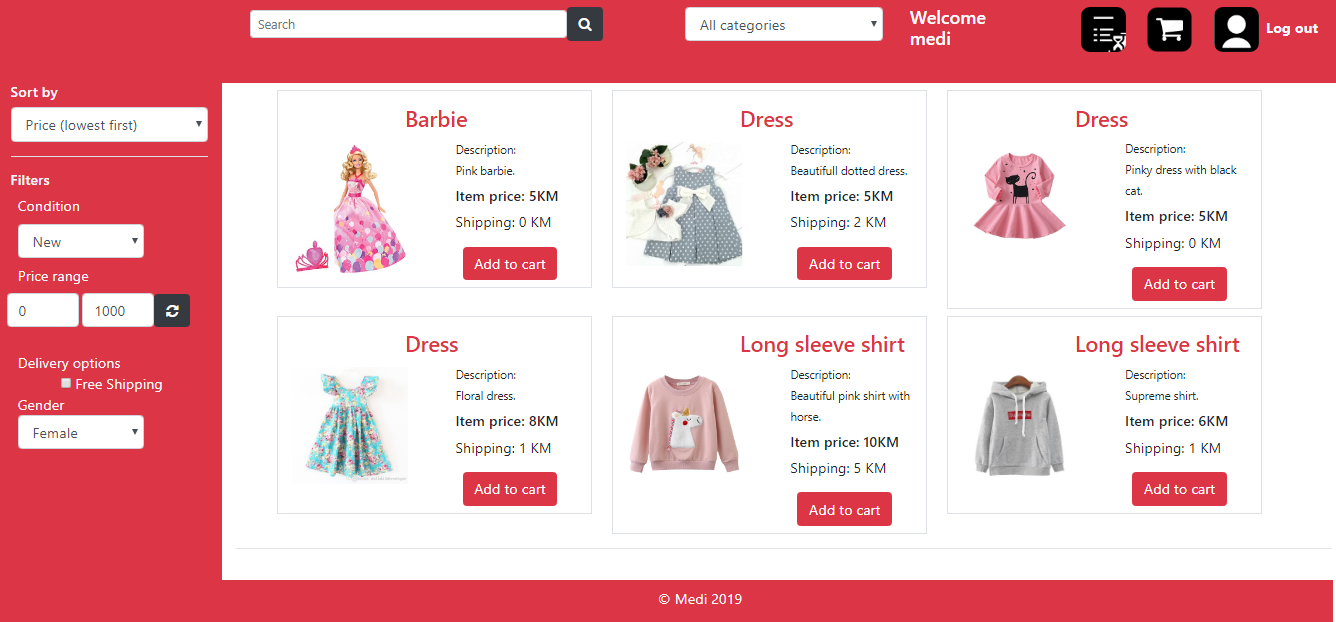 Search
All categories
Welcome
medi
Log out
Sort by
Price (lowest first)
Filters
Condition
New
Price range
0
1000
Delivery options
Free Shipping
Gender
Female
Barbie
Description:
Pink barbie.
Item price: 5KM
Shipping: 0 KM
Add to cart
Dress
Description:
Beautifull dotted dress.
Item price: 5KM
Shipping: 2 KM
Add to cart
Dress
Description:
Pinky dress with black
cat.
Item price: 5KM
Shipping: 0 KM
Add to cart
Dress
Description:
Floral dress.
Item price: 8KM
Shipping: 1 KM
Add to cart
Long sleeve shirt
Description:
Beautiful pink shirt with
horse.
Item price: 10KM
Shipping: 5 KM
Add to cart
Long sleeve shirt
Description:
Supreme shirt.
Item price: 6KM
Shipping: 1 KM
Add to cart
© Medi 2019